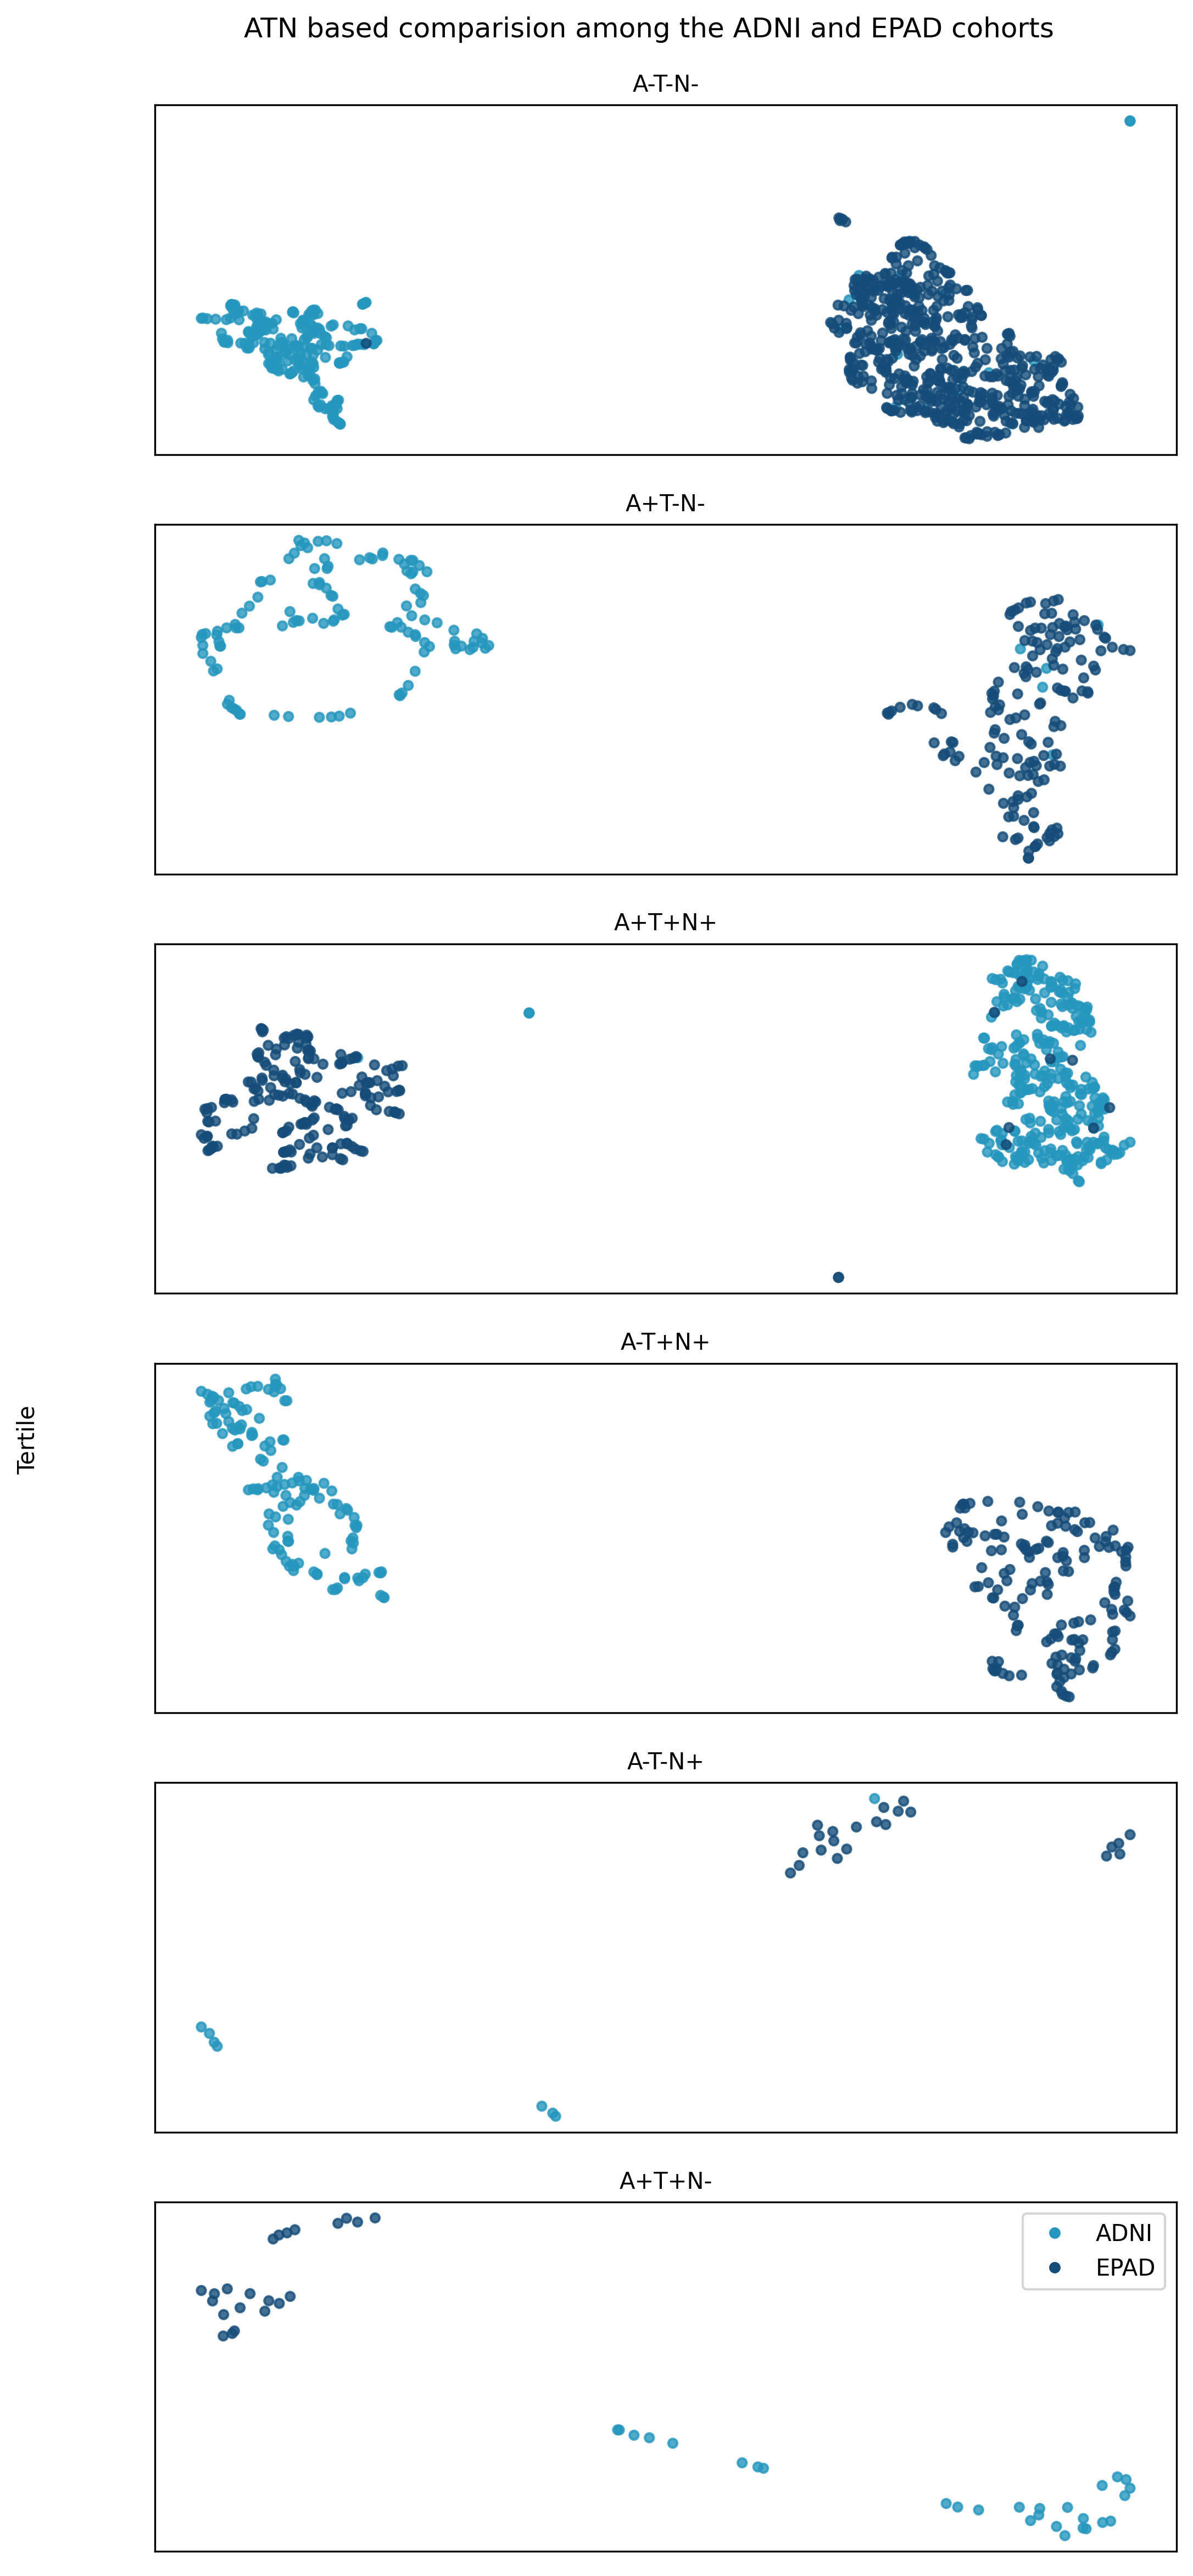 ATN based comparision among the ADNI and EPAD cohorts
A-T-N-
A+T-N-
A+T+N+
A-T+N+
Tertile
A-T-N+
A+T+N-
ADNI
EPAD